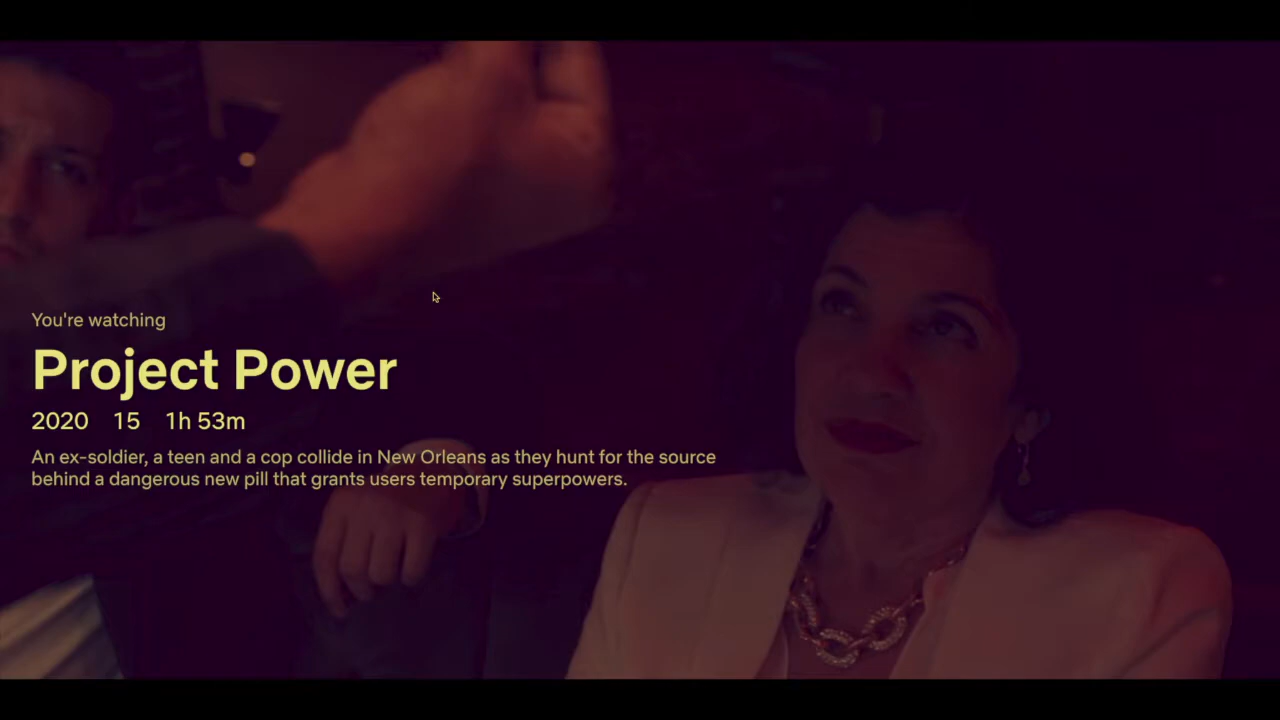 You're watching
Project Power
2020 15 1h 53m
An ex-soldier, a teen and a cop collide in New Orleans as they hunt for the source
behind a dangerous new pill that grants users temporary superpowers.